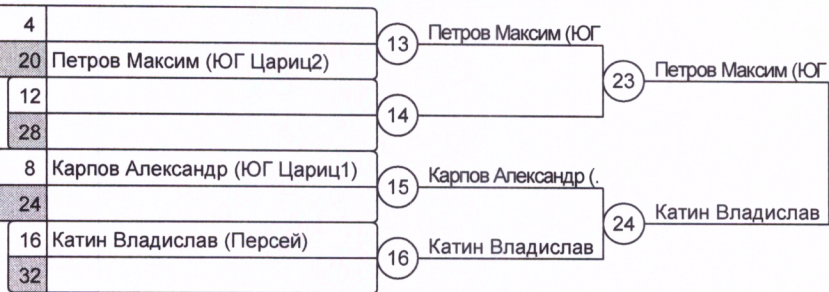 4
13
Петров Максим (ЮГ
20 Петров Максим (ЮГ Цариц2)
23
Петров Максим (ЮГ
12
14
28
8 Карпов Александр (ЮГ Цариц1)
15
Карпов Александр (.
24
24
Катин Владислав
16 Катин Владислав (Персей)
16
Катин Владислав
32